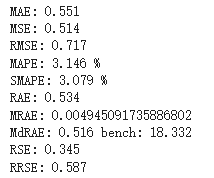 MAE: 0.551
MSE: 0.514
RMSE: 0.717
MAPE: 3.146 %
SMAPE: 3.079 %
RAE: 0.534
MRAE: 0.004945091735886802
MdRAE: 0.516 bench: 18.332
RSE: 0.345
RRSE: 0.587